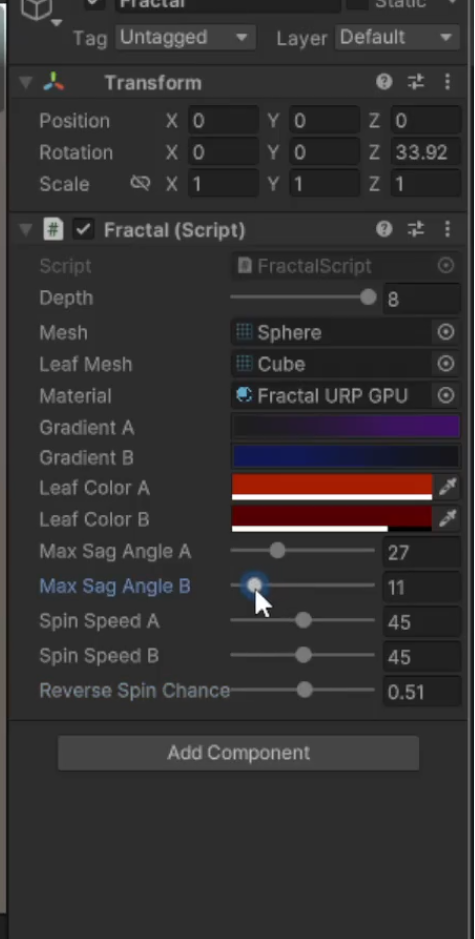 Fractal Static
Tag Untagged Layer Default
Transform
Position X 0 Y 0 Z 0
Rotation X 0 Y 0 Z 33.92
Scale X 1 Y 1 Z 1
# Fractal (Script)
Script FractalScript
Depth 8
Mesh Sphere
Leaf Mesh Cube
Material Fractal URP GPU
Gradient A
Gradient B
Leaf Color A
Leaf Color B
Max Sag Angle A 27
Max Sag Angle B 11
Spin Speed A 45
Spin Speed B 45
Reverse Spin Chance 0.51
Add Component